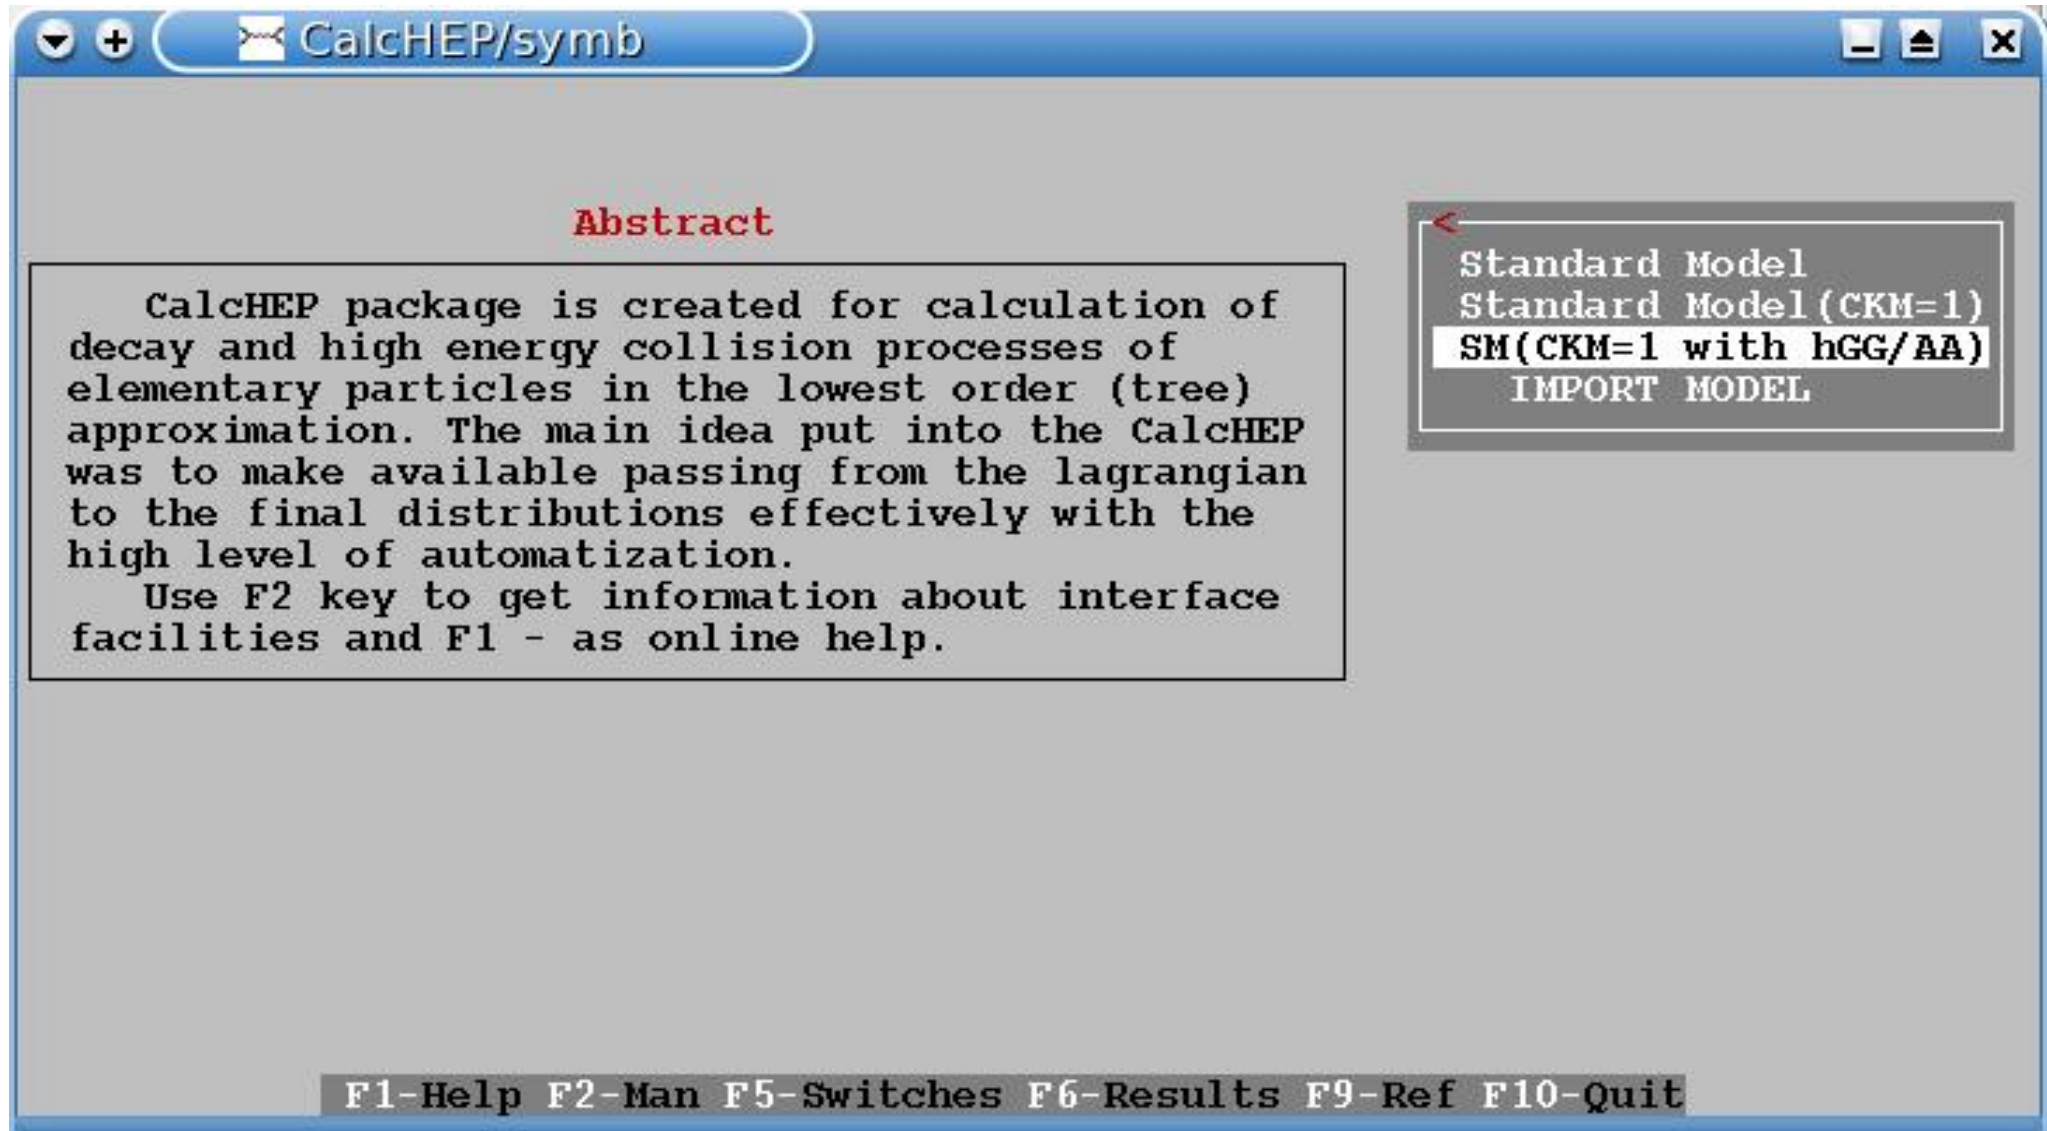 CalcHEP/symb
Abstract
CalcHEP package is created for calculation of
decay and high energy collision processes of
elementary particles in the lowest order (tree)
approximation. The main idea put into the CalcHEP
was to make available passing from the lagrangian
to the final distributions effectively with the
high level of automatization.
Use F2 key to get information about interface
facilities and F1 - as online help.
<
Standard Model
Standard Model(CKM=1)
SM(CKM=1 with hGG/AA)
IMPORT MODEL
F1-Help F2-Man F5-Switches F6-Results F9-Ref F10-Quit